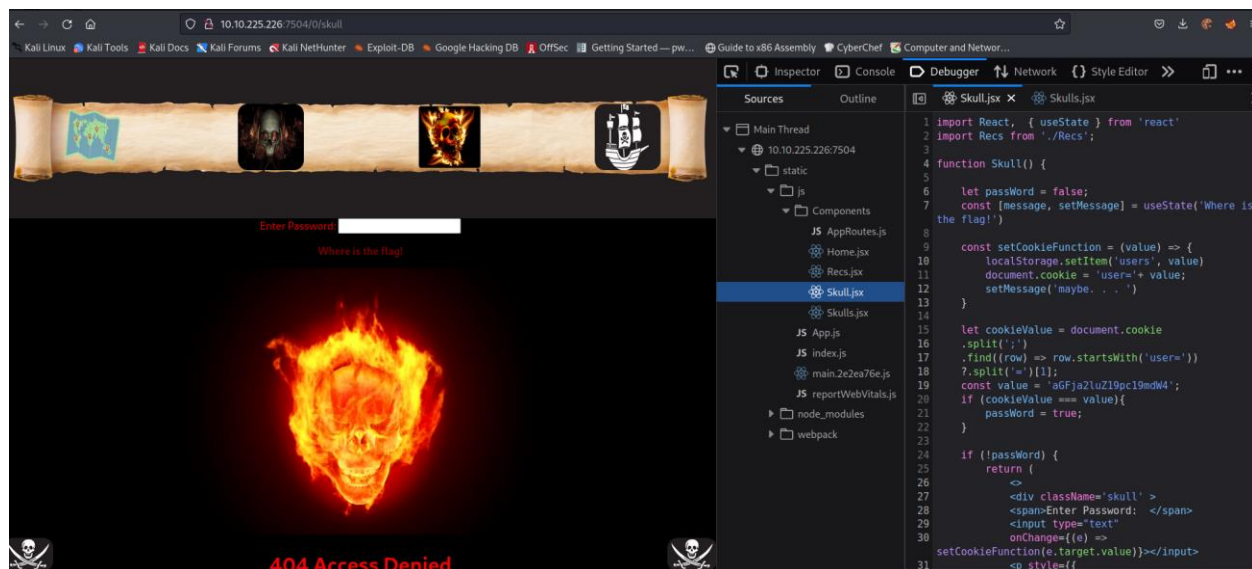 10.10.225.226:7504/0/skull
Kali Linux Kali Tools Kali Docs Kali Forums Kali NetHunter Exploit-DB Google Hacking DB OffSec Getting Started — pw... Guide to x86 Assembly CyberChef Computer and Networ...
Enter Password:
Where is the flag!
404 Access Denied
Inspector Console Debugger Network {} Style Editor
Sources Outline
Main Thread
10.10.225.226:7504
static
js
Components
JS AppRoutes.js
Home.jsx
Recs.jsx
Skull.jsx
Skulls.jsx
JS App.js
JS index.js
main.2e2ea76e.js
JS reportWebVitals.js
node_modules
webpack
Skull.jsx Skulls.jsx
1 import React, { useState } from 'react'
2 import Recs from './Recs';
3
4 function Skull() {
5
6 let passWord = false;
7 const [message, setMessage] = useState('Where is
the flag!')
8
9 const setCookieFunction = (value) => {
10 localStorage.setItem('users', value)
11 document.cookie = 'user='+ value;
12 setMessage('maybe. . . ')
13 }
14
15 let cookieValue = document.cookie
16 .split(';')
17 .find((row) => row.startsWith('user='))
18 ?.split('=')[1];
19 const value = 'aGFja2luZ19pc19mdW4';
20 if (cookieValue === value){
21 passWord = true;
22 }
23
24 if (!passWord) {
25 return (
26 <>
27 <div className='skull' >
28 <span>Enter Password: </span>
29 <input type="text"
30 onChange={(e) =>
setCookieFunction(e.target.value)}></input>
31 <p style={{